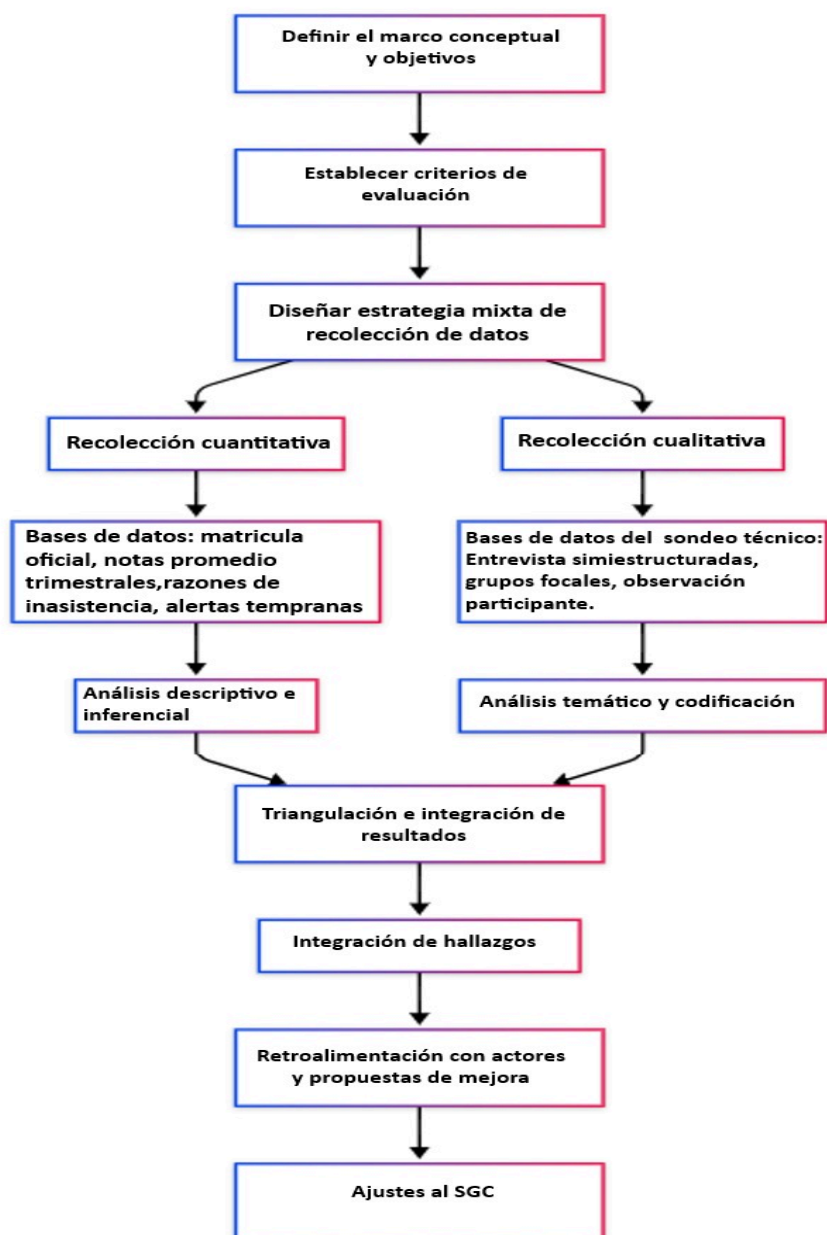 Definir el marco conceptual
y objetivos
Establecer criterios de
evaluación
Diseñar estrategia mixta de
recolección de datos
Recolección cuantitativa
Recolección cualitativa
Bases de datos: matricula
oficial, notas promedio
trimestrales,razones de
inasistencia, alertas tempranas
Bases de datos del sondeo técnico:
Entrevista simiestructuradas,
grupos focales, observación
participante.
Análisis descriptivo e
inferencial
Análisis temático y codificación
Triangulación e integración de
resultados
Integración de hallazgos
Retroalimentación con actores
y propuestas de mejora
Ajustes al SGC